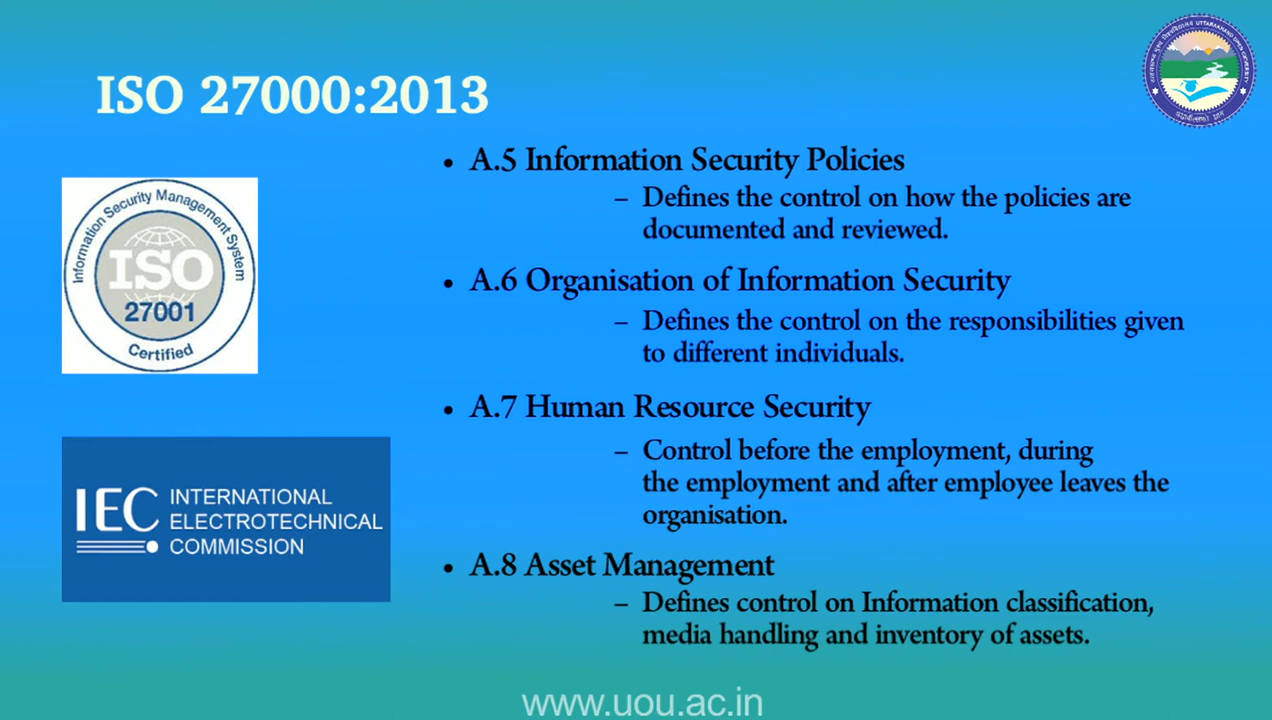 ISO 27000:2013
UTTARAKHAND OPEN UNIVERSITY
• A.5 Information Security Policies
– Defines the control on how the policies are
documented and reviewed.
• A.6 Organisation of Information Security
– Defines the control on the responsibilities given
to different individuals.
• A.7 Human Resource Security
– Control before the employment, during
the employment and after employee leaves the
organisation.
• A.8 Asset Management
– Defines control on Information classification,
media handling and inventory of assets.
Information Security Management System
ISO
27001
Certified
IEC
INTERNATIONAL
ELECTROTECHNICAL
COMMISSION
www.uou.ac.in